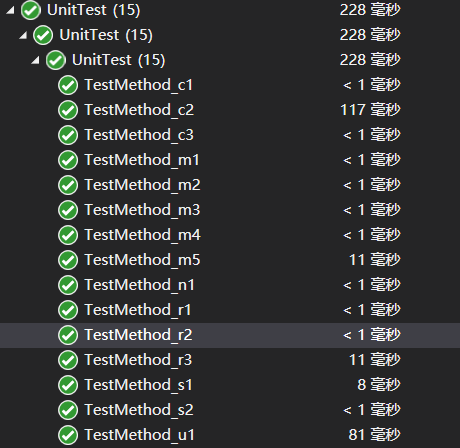 UnitTest (15) 228 毫秒
UnitTest (15) 228 毫秒
UnitTest (15) 228 毫秒
TestMethod_c1 < 1 毫秒
TestMethod_c2 117 毫秒
TestMethod_c3 < 1 毫秒
TestMethod_m1 < 1 毫秒
TestMethod_m2 < 1 毫秒
TestMethod_m3 < 1 毫秒
TestMethod_m4 < 1 毫秒
TestMethod_m5 11 毫秒
TestMethod_n1 < 1 毫秒
TestMethod_r1 < 1 毫秒
TestMethod_r2 < 1 毫秒
TestMethod_r3 11 毫秒
TestMethod_s1 8 毫秒
TestMethod_s2 < 1 毫秒
TestMethod_u1 81 毫秒